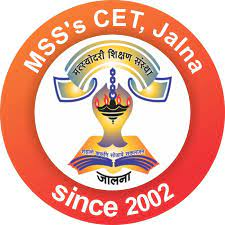 MSS's CET, Jalna
मत्स्योदरी शिक्षण संस्था
जालना
since 2002